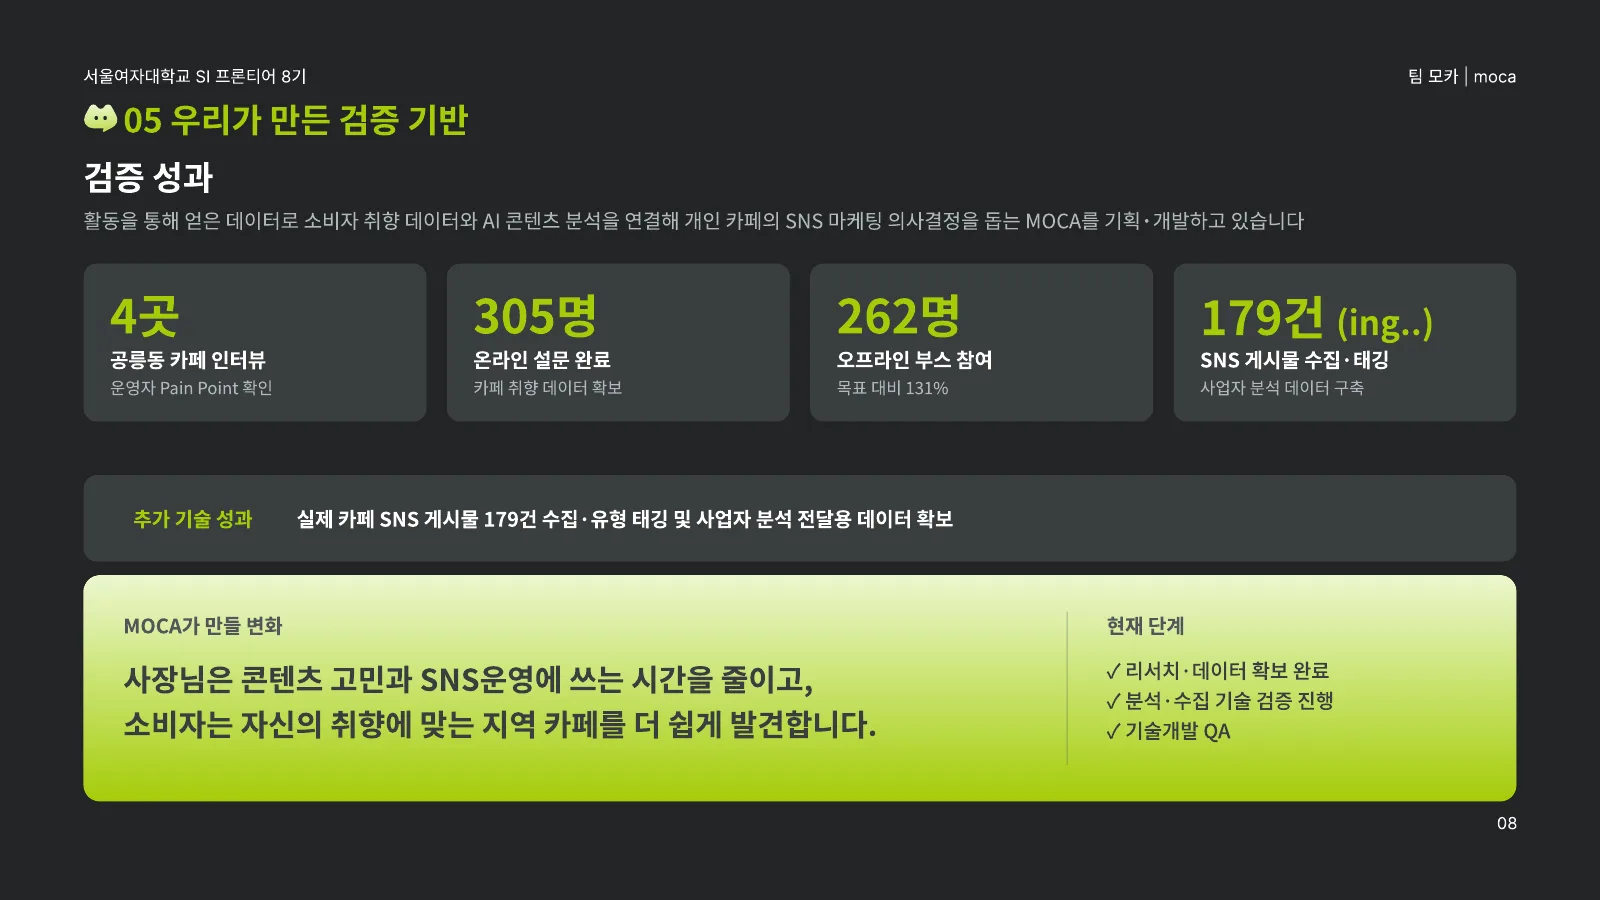 서울여자대학교 SI 프론티어 8기
팀 모카 | moca
05 우리가 만든 검증 기반
검증 성과
활동을 통해 얻은 데이터로 소비자 취향 데이터와 AI 콘텐츠 분석을 연결해 개인 카페의 SNS 마케팅 의사결정을 돕는 MOCA를 기획·개발하고 있습니다
4곳
공릉동 카페 인터뷰
운영자 Pain Point 확인
305명
온라인 설문 완료
카페 취향 데이터 확보
262명
오프라인 부스 참여
목표 대비 131%
179건 (ing..)
SNS 게시물 수집·태깅
사업자 분석 데이터 구축
추가 기술 성과
실제 카페 SNS 게시물 179건 수집·유형 태깅 및 사업자 분석 전달용 데이터 확보
MOCA가 만들 변화
사장님은 콘텐츠 고민과 SNS운영에 쓰는 시간을 줄이고,
소비자는 자신의 취향에 맞는 지역 카페를 더 쉽게 발견합니다.
현재 단계
✓ 리서치·데이터 확보 완료
✓ 분석·수집 기술 검증 진행
✓ 기술개발 QA
08